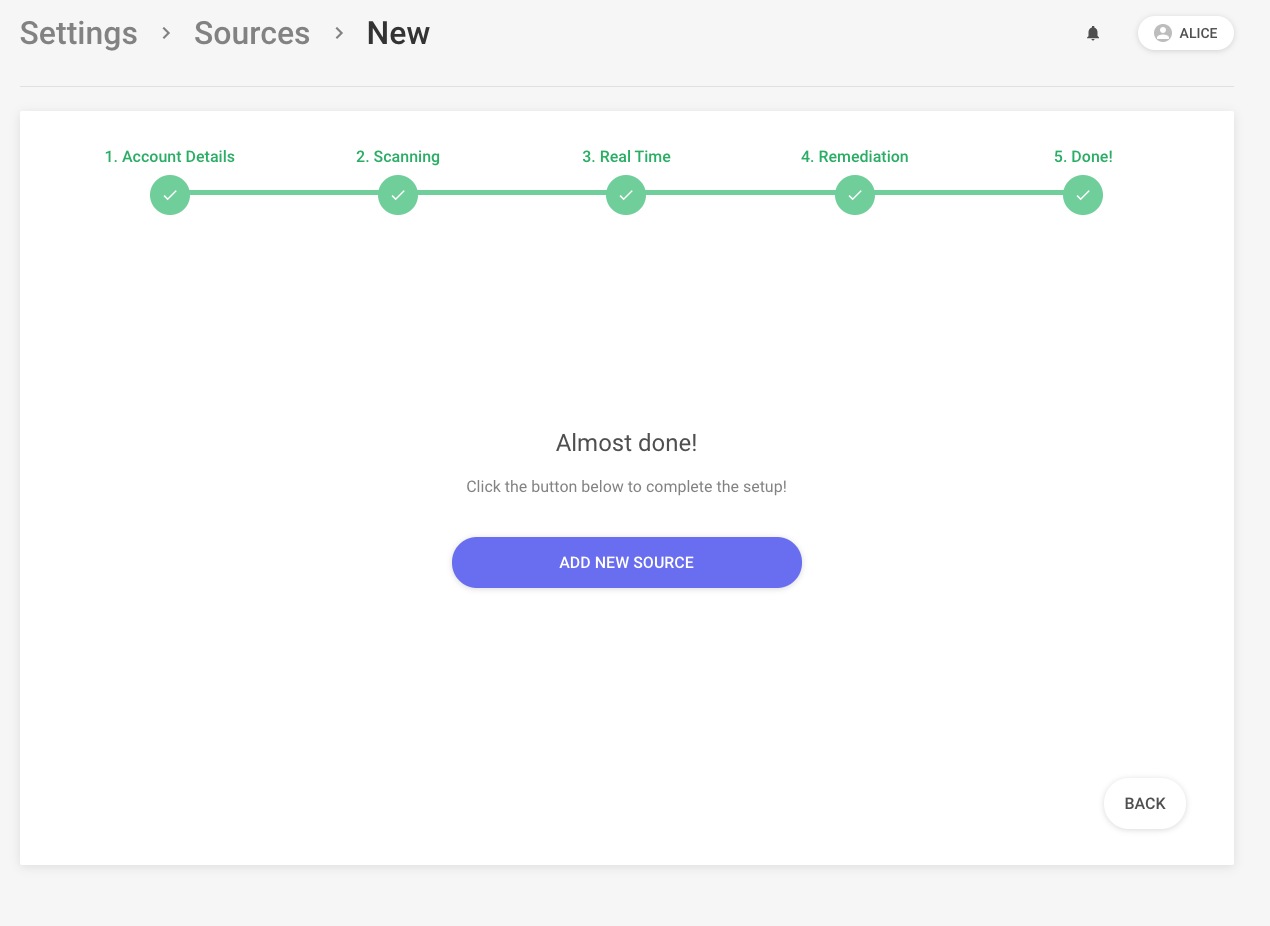 Settings > Sources > New
ALICE
1. Account Details
2. Scanning
3. Real Time
4. Remediation
5. Done!
Almost done!
Click the button below to complete the setup!
ADD NEW SOURCE
BACK